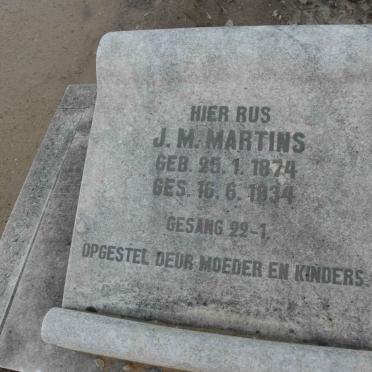 HIER RUS
J. M. MARTINS
GEB. 25. 1. 1874
GES. 16. 6. 1934
GESANG 22-1.
OPGESTEL DEUR MOEDER EN KINDERS.